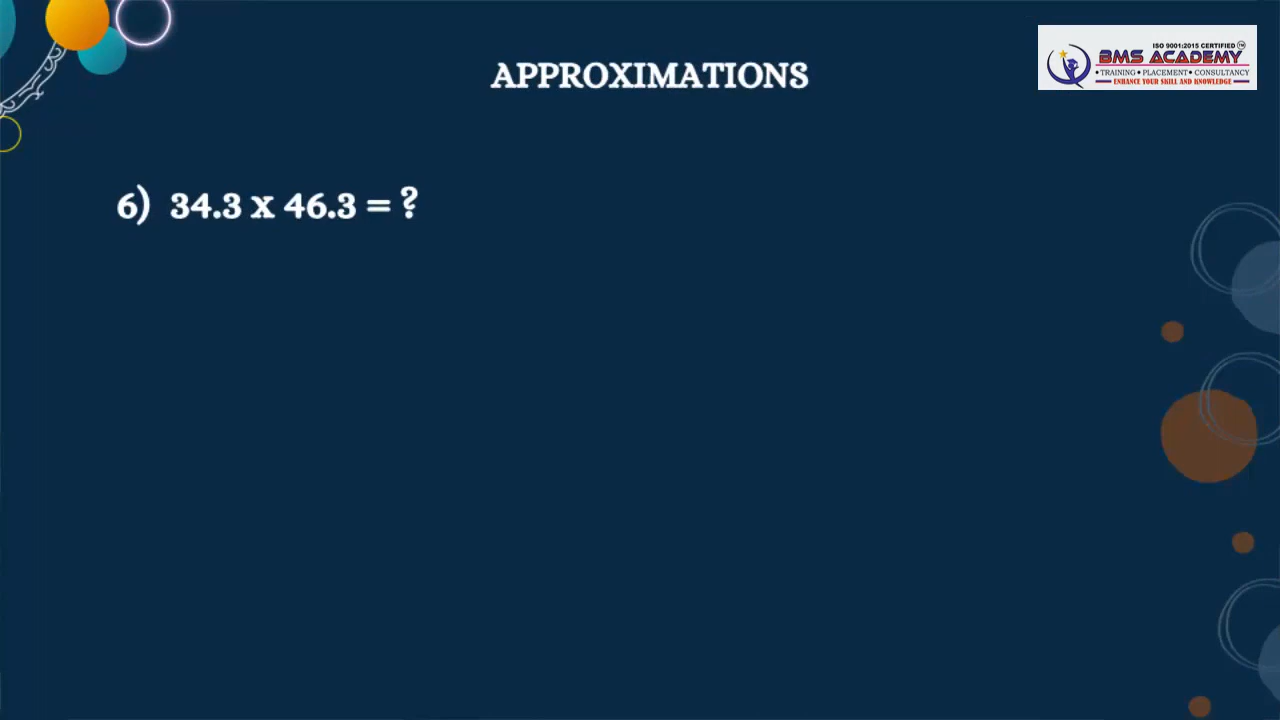 ISO 9001:2015 CERTIFIED TM
BMS ACADEMY
• TRAINING • PLACEMENT • CONSULTANCY
ENHANCE YOUR SKILL AND KNOWLEDGE
APPROXIMATIONS
6) 34.3 x 46.3 = ?